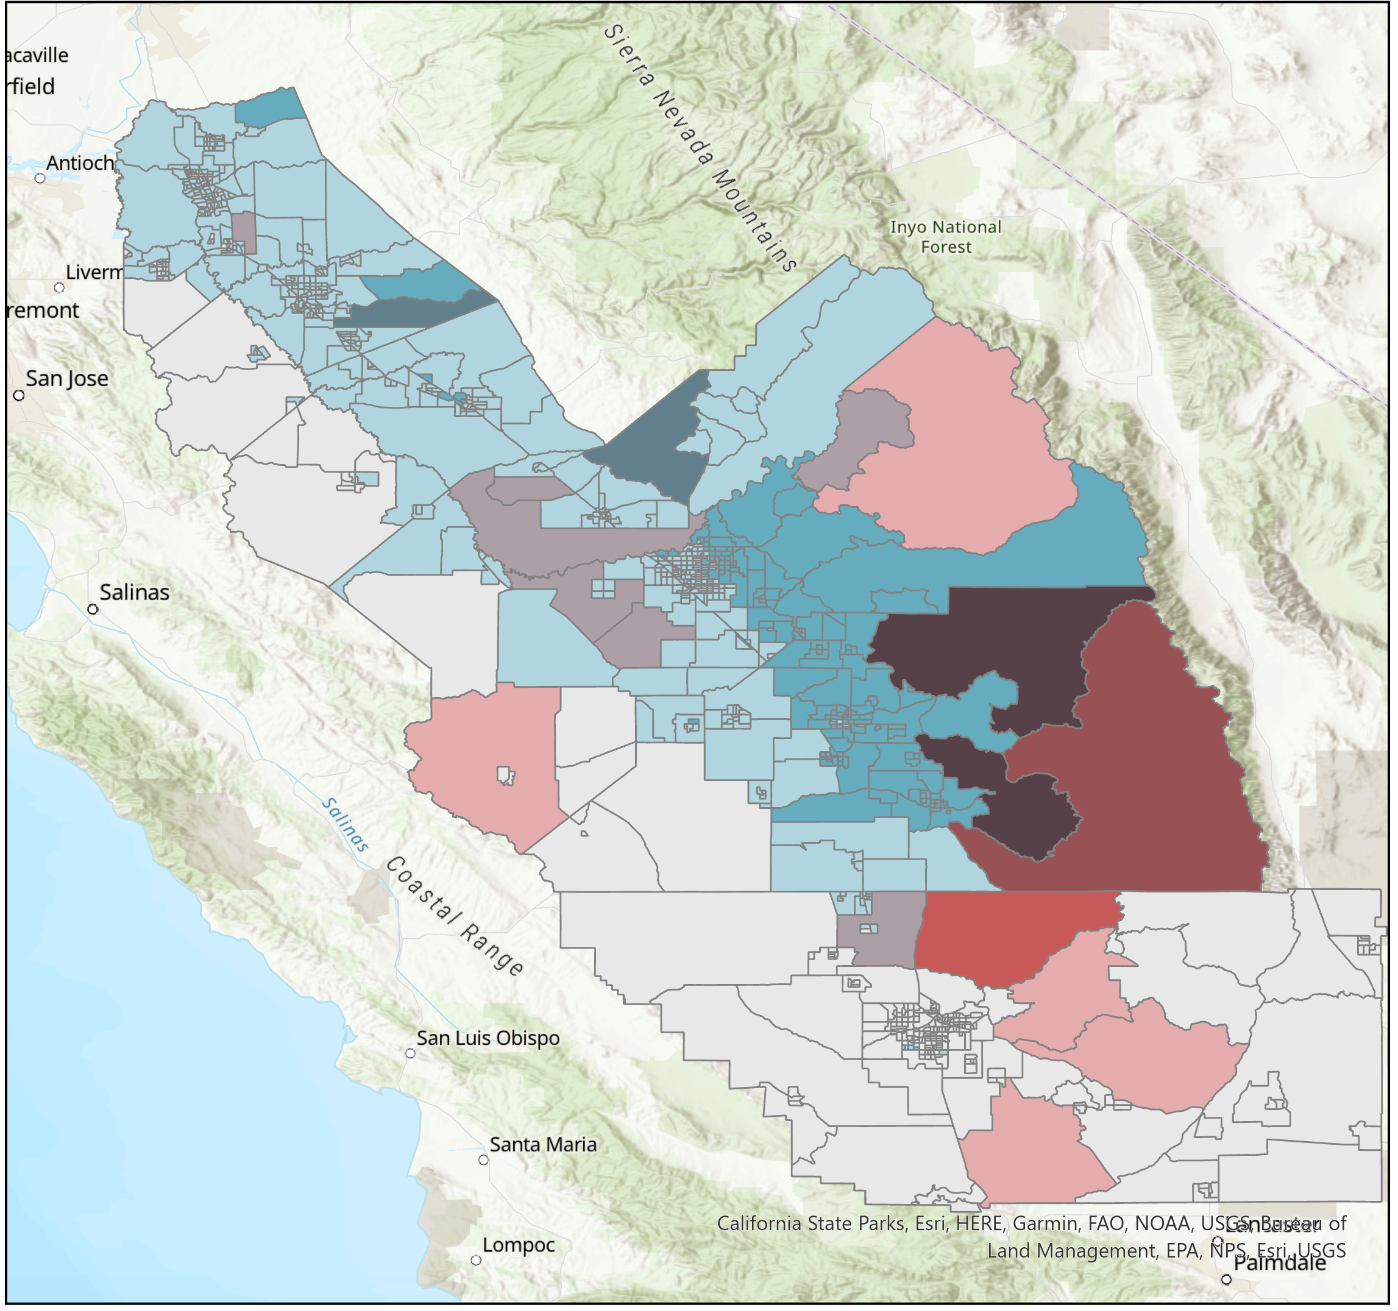 acaville
rfield
Antioch
Liverm
remont
San Jose
Salinas
Sierra Nevada Mountains
Inyo National
Forest
Salinas
Coastal Range
San Luis Obispo
Santa Maria
Lompoc
California State Parks, Esri, HERE, Garmin, FAO, NOAA, USGS, Bureau of
Land Management, EPA, NPS, Esri, USGS
Lancaster
Palmdale